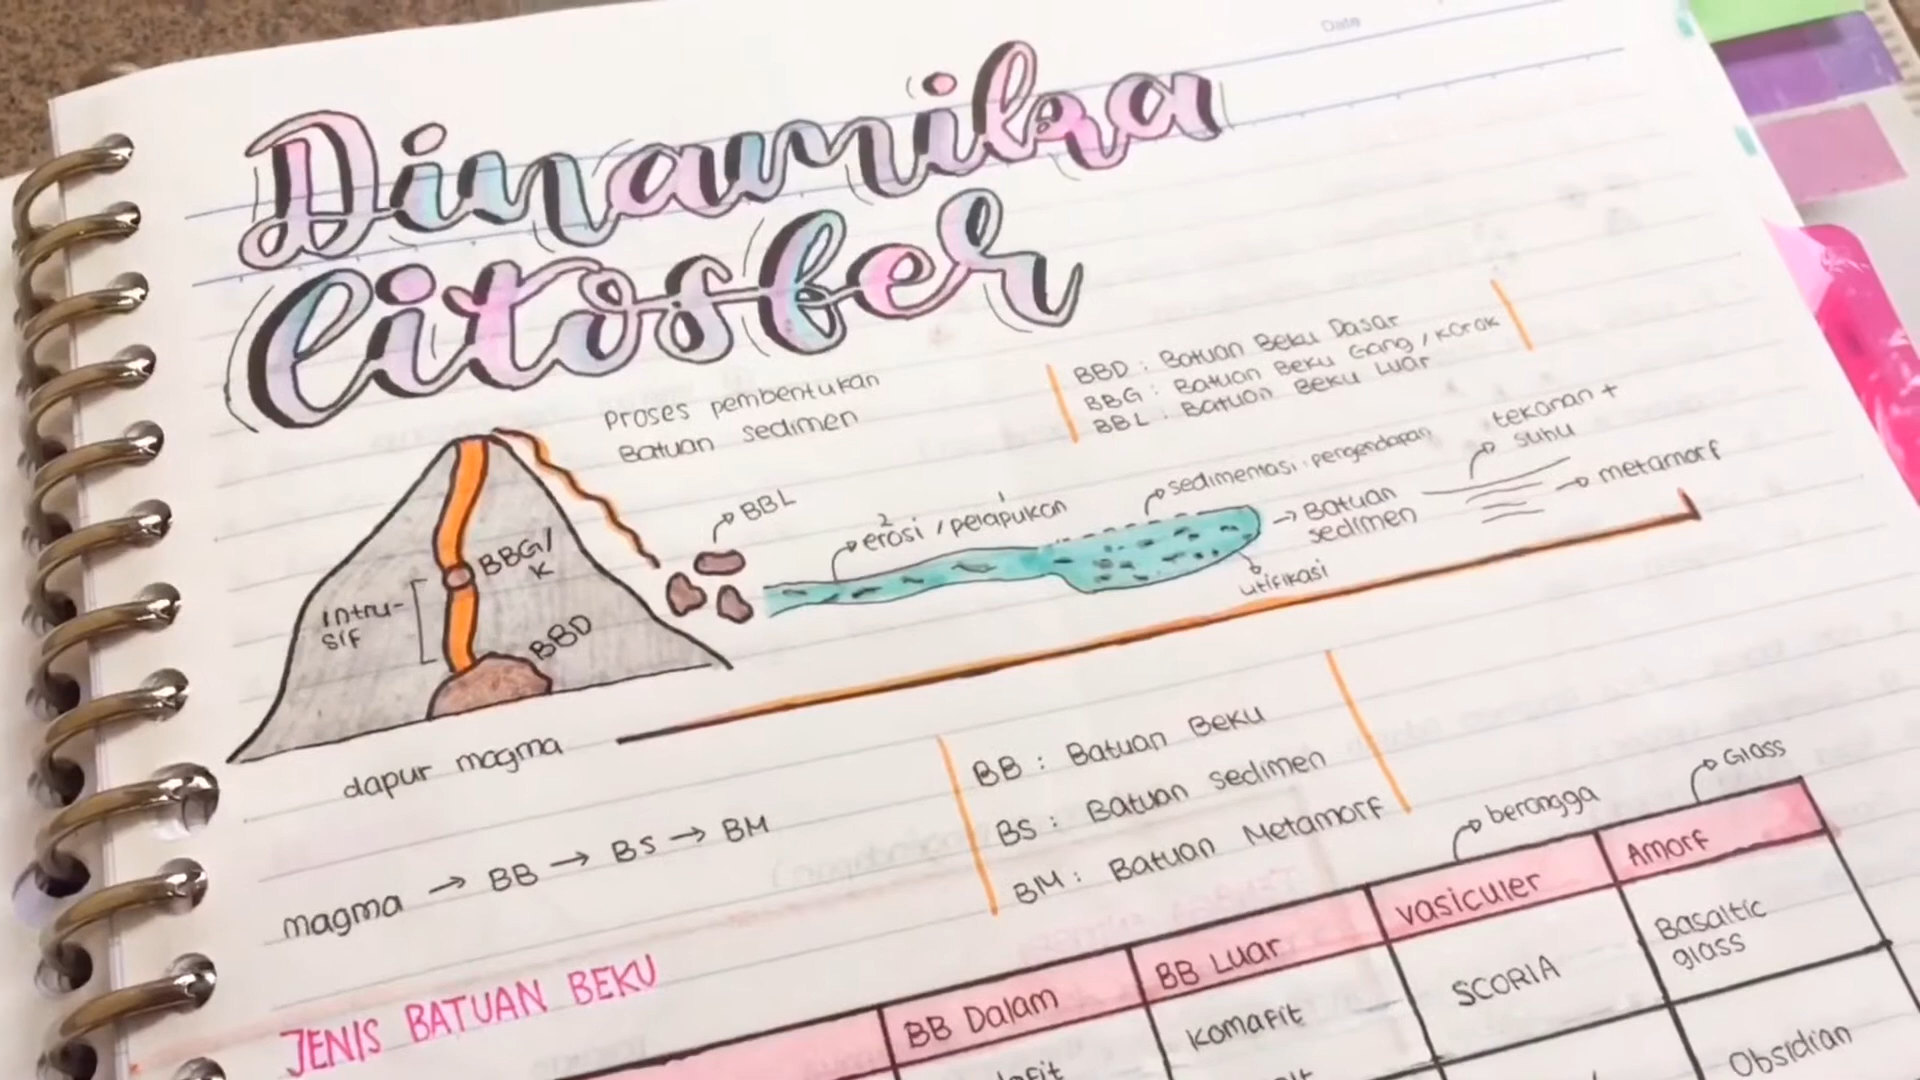 Date
Dinamika
litosfer
proses pembentukan
Batuan sedimen
BBD : Batuan Beku Dasar
BBG : Batuan Beku Gang / Korok
BBL : Batuan Beku Luar
BBL
2 1
erosi / pelapukan
sedimentasi · pengendapan
Batuan
sedimen
litifikasi
tekanan +
suhu
metamorf
BBG/
K
Intru-
sif
BBD
dapur magma
magma → BB → BS → BM
BB : Batuan Beku
BS : Batuan Sedimen
BM : Batuan Metamorf
JENIS BATUAN BEKU
berongga
Glass
BB Dalam
BB Luar
vasiculer
Amorf
Komafit
SCORIA
Basaltic
glass
Obsidian